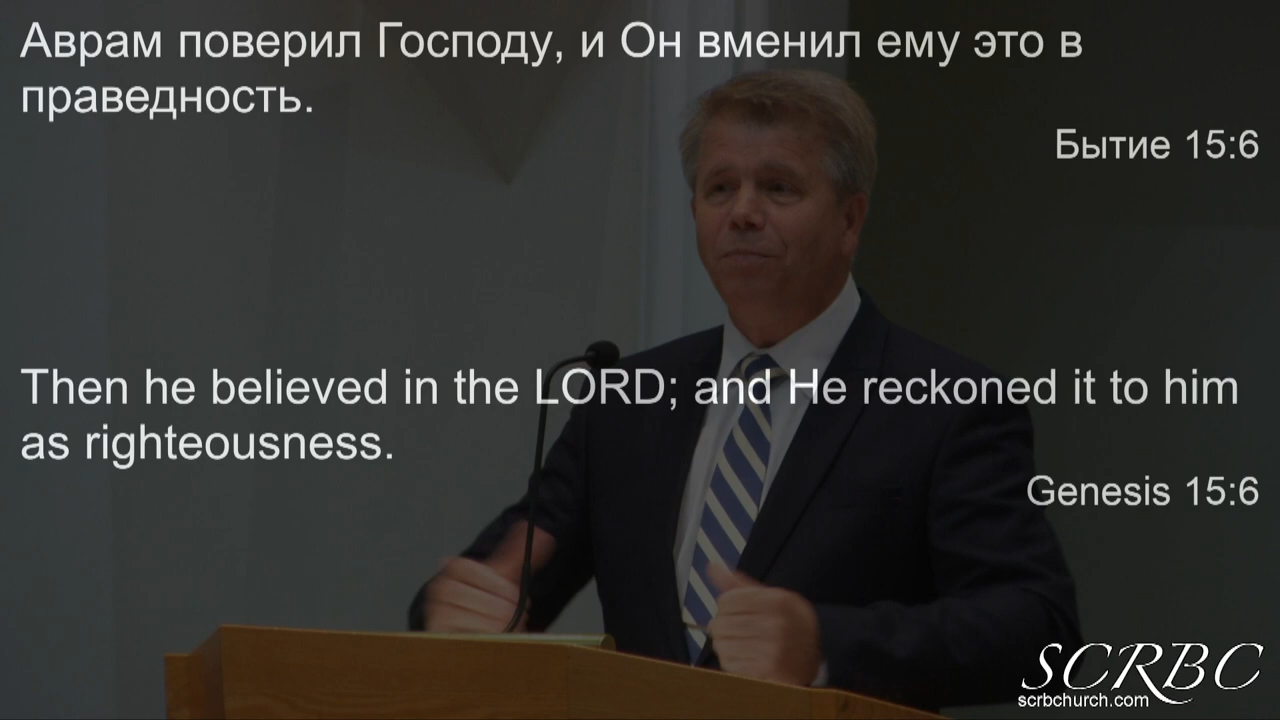 Аврам поверил Господу, и Он вменил ему это в
праведность.
Бытие 15:6
Then he believed in the LORD; and He reckoned it to him
as righteousness.
Genesis 15:6
SCRBC
scrbchurch.com